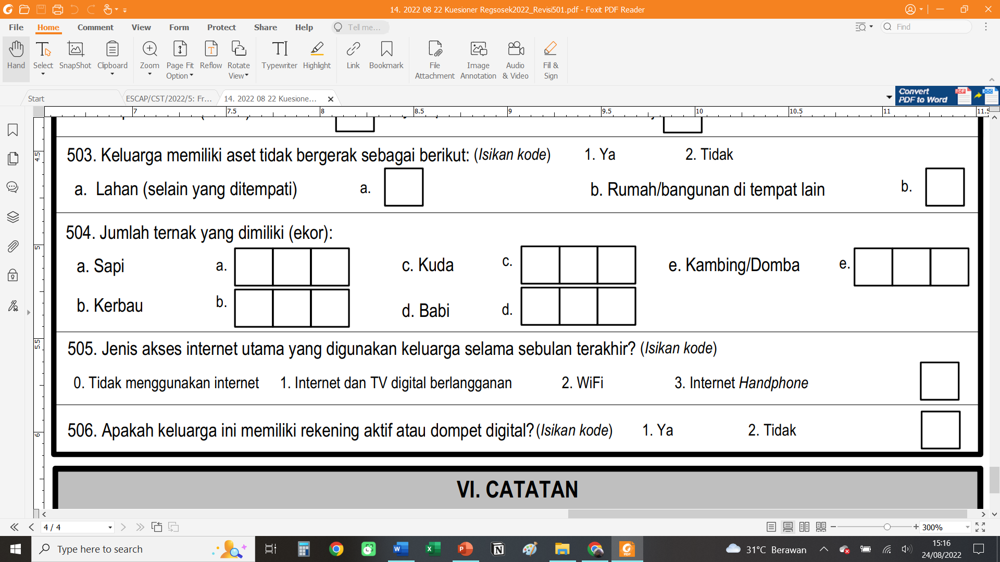 14. 2022 08 22 Kuesioner Regsosek2022_Revisi501.pdf - Foxit PDF Reader
File Home Comment View Form Protect Share Help Tell me... Find
Hand Select SnapShot Clipboard Zoom Page Fit Option Reflow Rotate View Typewriter Highlight Link Bookmark File Attachment Image Annotation Audio & Video Fill & Sign
Start ESCAP/CST/2022/5: Fr... 14. 2022 08 22 Kuesione... Convert PDF to Word PDF DOC
7 7.5 8 8.5 9 9.5 10 10.5 11 11.5
4.5
503. Keluarga memiliki aset tidak bergerak sebagai berikut: (Isikan kode) 1. Ya 2. Tidak
a. Lahan (selain yang ditempati) a. b. Rumah/bangunan di tempat lain b.
504. Jumlah ternak yang dimiliki (ekor):
5
a. Sapi a. c. Kuda c. e. Kambing/Domba e.
b. Kerbau b. d. Babi d.
5.5
505. Jenis akses internet utama yang digunakan keluarga selama sebulan terakhir? (Isikan kode)
0. Tidak menggunakan internet 1. Internet dan TV digital berlangganan 2. WiFi 3. Internet Handphone
6
506. Apakah keluarga ini memiliki rekening aktif atau dompet digital? (Isikan kode) 1. Ya 2. Tidak
VI. CATATAN
4 / 4 300%
Type here to search 31°C Berawan 15:16
24/08/2022